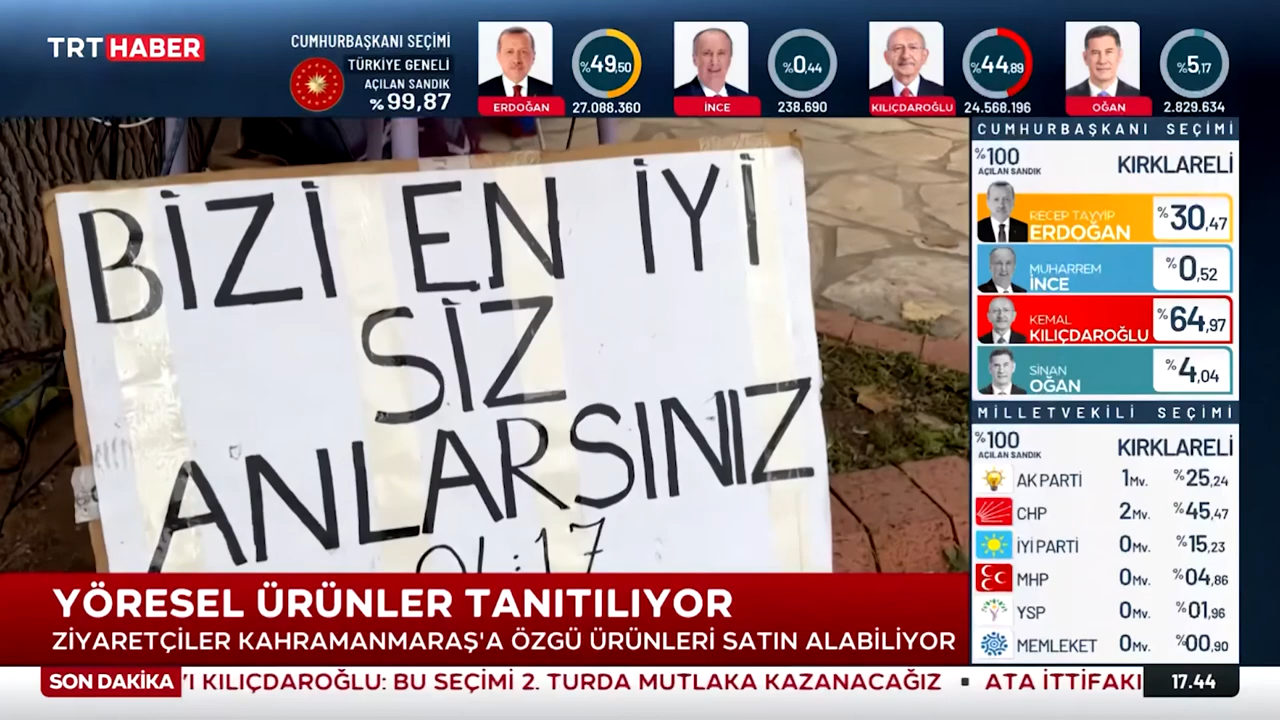 TRT HABER
CUMHURBAŞKANI SEÇİMİ
TÜRKİYE GENELİ
AÇILAN SANDIK
%99,87
ERDOĞAN
%49,50
27.088.360
İNCE
%0,44
238.690
KILIÇDAROĞLU
%44,89
24.568.196
OĞAN
%5,17
2.829.634
BİZİ EN İYİ
SİZ
ANLARSINIZ
04:17
CUMHURBAŞKANI SEÇİMİ
%100
AÇILAN SANDIK
KIRKLARELİ
RECEP TAYYİP
ERDOĞAN
%30,47
MUHARREM
İNCE
%0,52
KEMAL
KILIÇDAROĞLU
%64,97
SİNAN
OĞAN
%4,04
MİLLETVEKİLİ SEÇİMİ
%100
AÇILAN SANDIK
KIRKLARELİ
AK PARTİ 1Mv. %25,24
CHP 2Mv. %45,47
İYİ PARTİ 0Mv. %15,23
MHP 0Mv. %04,86
YSP 0Mv. %01,96
MEMLEKET 0Mv. %00,90
YÖRESEL ÜRÜNLER TANITILIYOR
ZİYARETÇİLER KAHRAMANMARAŞ'A ÖZGÜ ÜRÜNLERİ SATIN ALABİLİYOR
SON DAKİKA
'I KILIÇDAROĞLU: BU SEÇİMİ 2. TURDA MUTLAKA KAZANACAĞIZ ▪ ATA İTTİFAKI
17.44